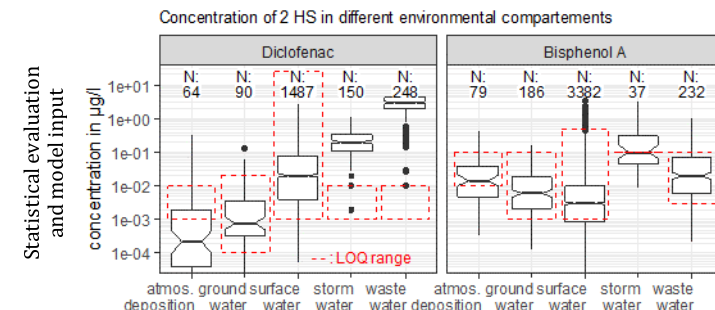 Concentration of 2 HS in different environmental compartements
Diclofenac
Bisphenol A
Statistical evaluation
and model input
concentration in µg/l
1e+01
1e+00
1e-01
1e-02
1e-03
1e-04
N: N: N: N: N:
64 90 1487 150 248
N: N: N: N: N:
79 186 3382 37 232
--: LOQ range
atmos. ground surface storm waste
deposition water water water water
atmos. ground surface storm waste
deposition water water water water